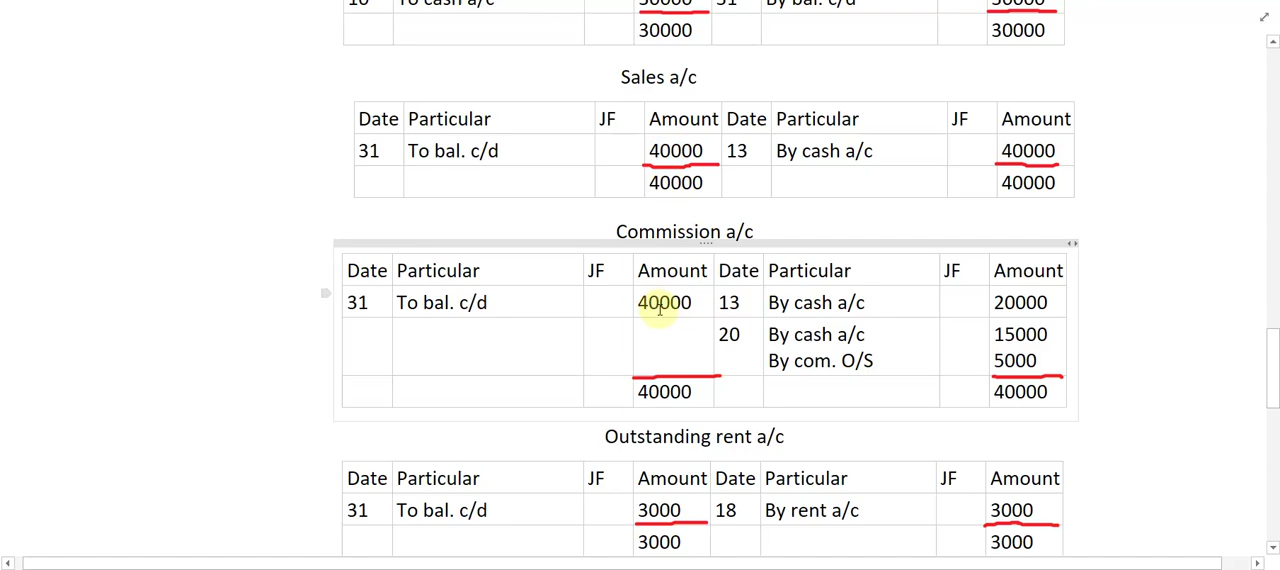 10 To cash a/c 30000 31 By bal. c/d 30000
30000 30000
Sales a/c
Date Particular JF Amount Date Particular JF Amount
31 To bal. c/d 40000 13 By cash a/c 40000
40000 40000
Commission a/c
Date Particular JF Amount Date Particular JF Amount
31 To bal. c/d 40000 13 By cash a/c 20000
20 By cash a/c 15000
By com. O/S 5000
40000 40000
Outstanding rent a/c
Date Particular JF Amount Date Particular JF Amount
31 To bal. c/d 3000 18 By rent a/c 3000
3000 3000